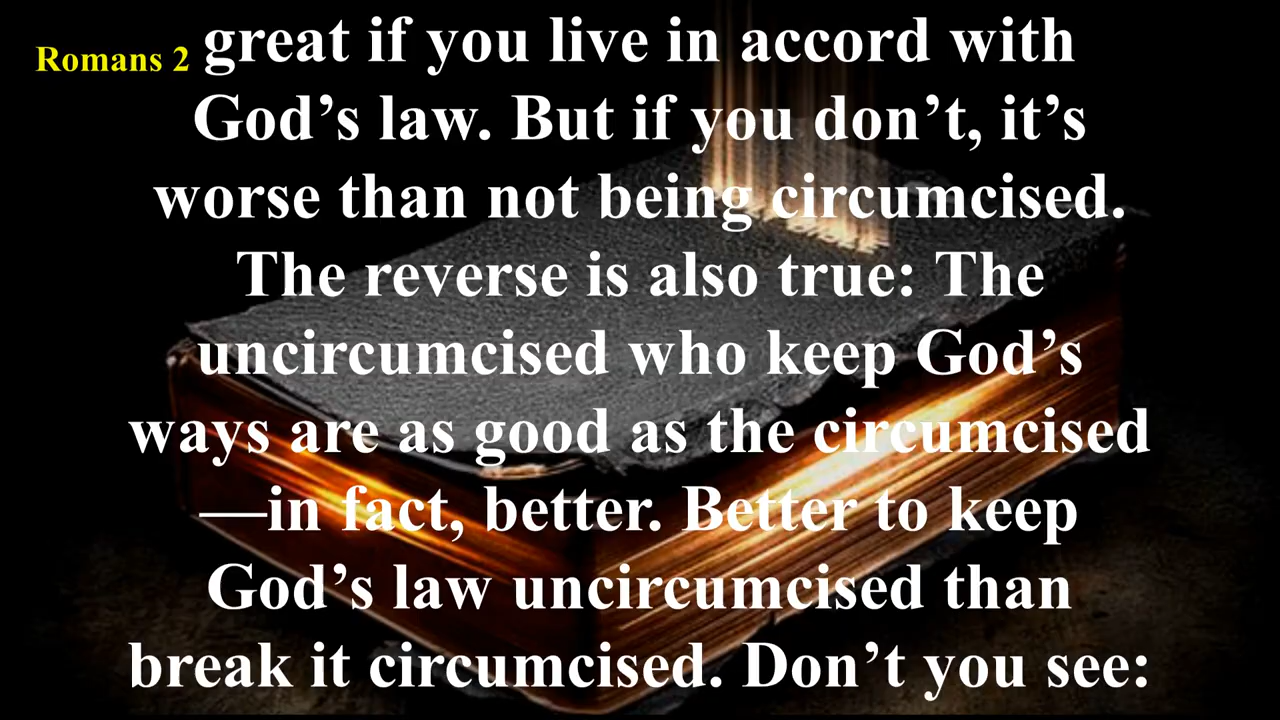 Romans 2
great if you live in accord with
God’s law. But if you don’t, it’s
worse than not being circumcised.
The reverse is also true: The
uncircumcised who keep God’s
ways are as good as the circumcised
—in fact, better. Better to keep
God’s law uncircumcised than
break it circumcised. Don’t you see: